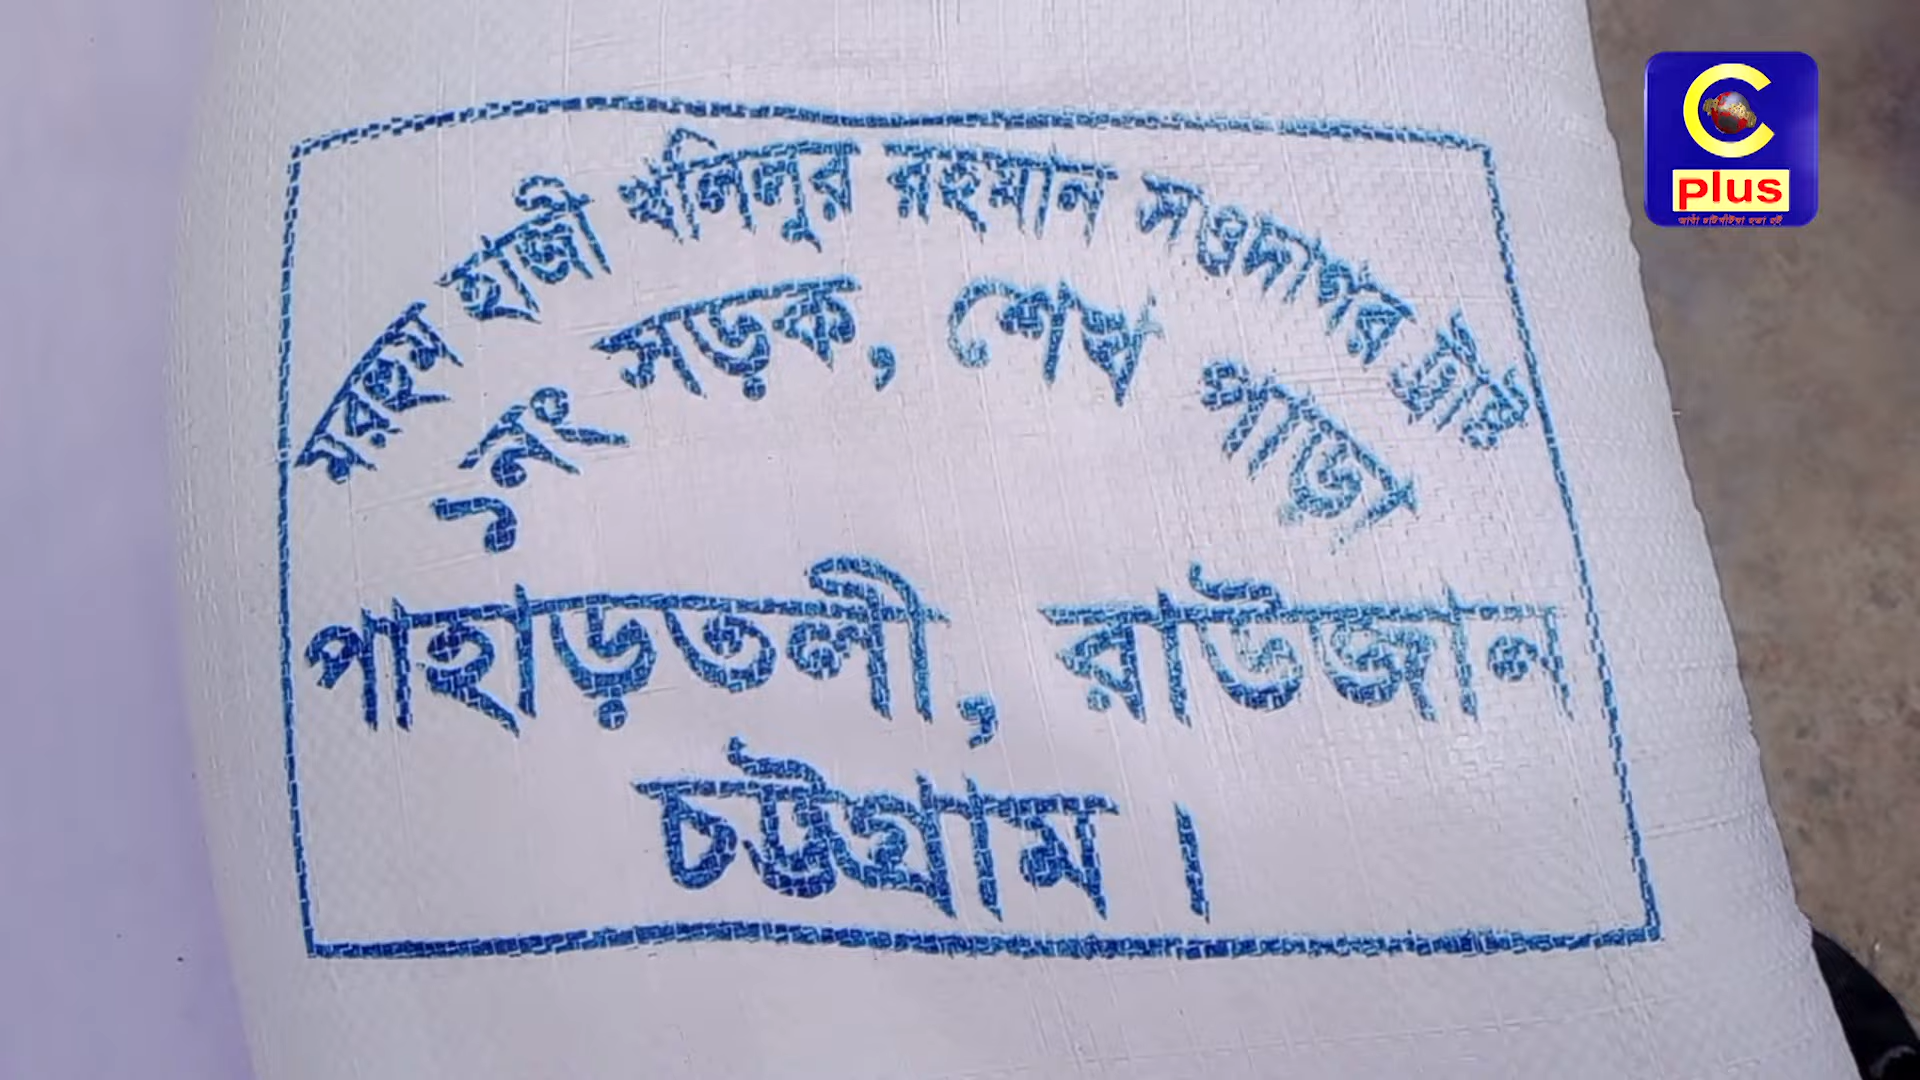 মরহুম হাজী খলিলুর রহমান সওদাগর ট্রাষ্ট
১নং সড়ক, শেখ পাড়া
পাহাড়তলী, রাউজান
চট্টগ্রাম।
C
plus